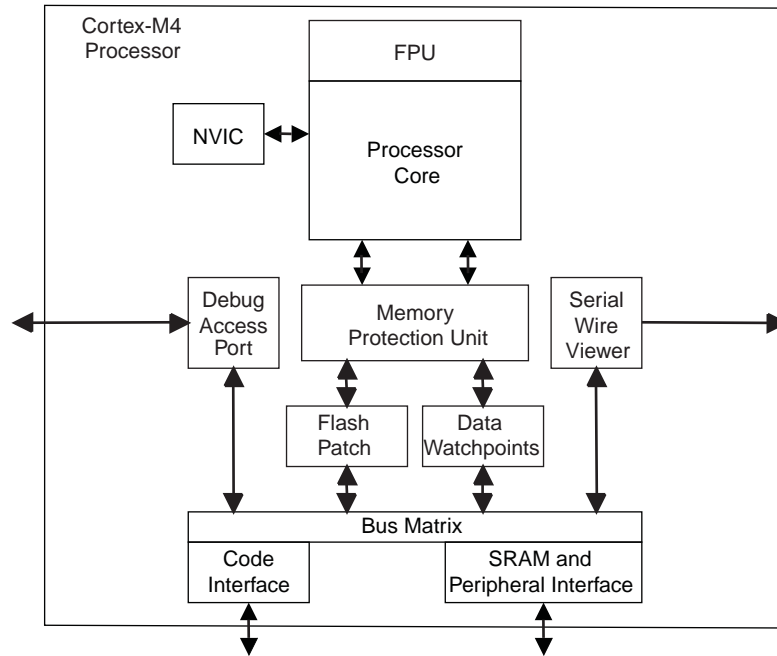 Cortex-M4
Processor
FPU
NVIC
Processor
Core
Debug
Access
Port
Memory
Protection Unit
Serial
Wire
Viewer
Flash
Patch
Data
Watchpoints
Bus Matrix
Code
Interface
SRAM and
Peripheral Interface